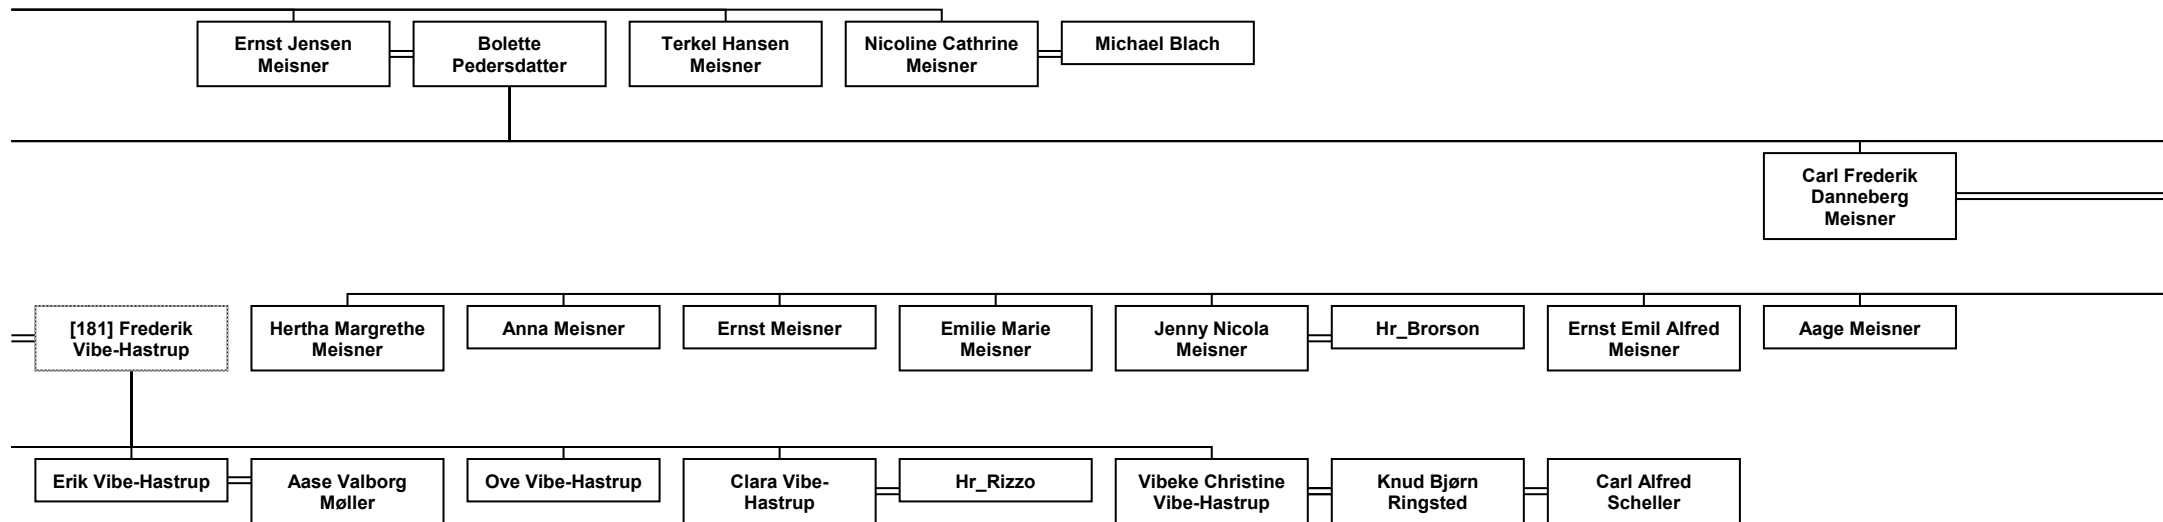 Ernst Jensen
Meisner
Bolette
Pedersdatter
Terkel Hansen
Meisner
Nicoline Cathrine
Meisner
Michael Blach
Carl Frederik
Danneberg
Meisner
[181] Frederik
Vibe-Hastrup
Hertha Margrethe
Meisner
Anna Meisner
Ernst Meisner
Emilie Marie
Meisner
Jenny Nicola
Meisner
Hr_Brorson
Ernst Emil Alfred
Meisner
Aage Meisner
Erik Vibe-Hastrup
Aase Valborg
Møller
Ove Vibe-Hastrup
Clara Vibe-
Hastrup
Hr_Rizzo
Vibeke Christine
Vibe-Hastrup
Knud Bjørn
Ringsted
Carl Alfred
Scheller